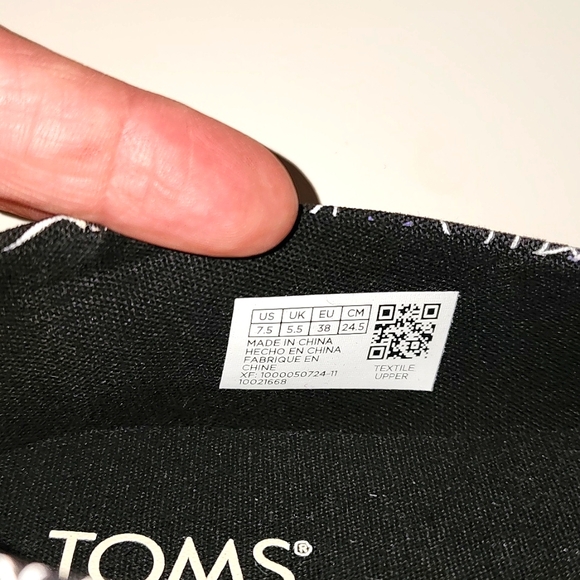 US UK EU CM
7.5 5.5 38 24.5
MADE IN CHINA
HECHO EN CHINA
FABRIQUE EN
CHINE
XF: 1000050724-11
10021668
TEXTILE
UPPER
TOMS®